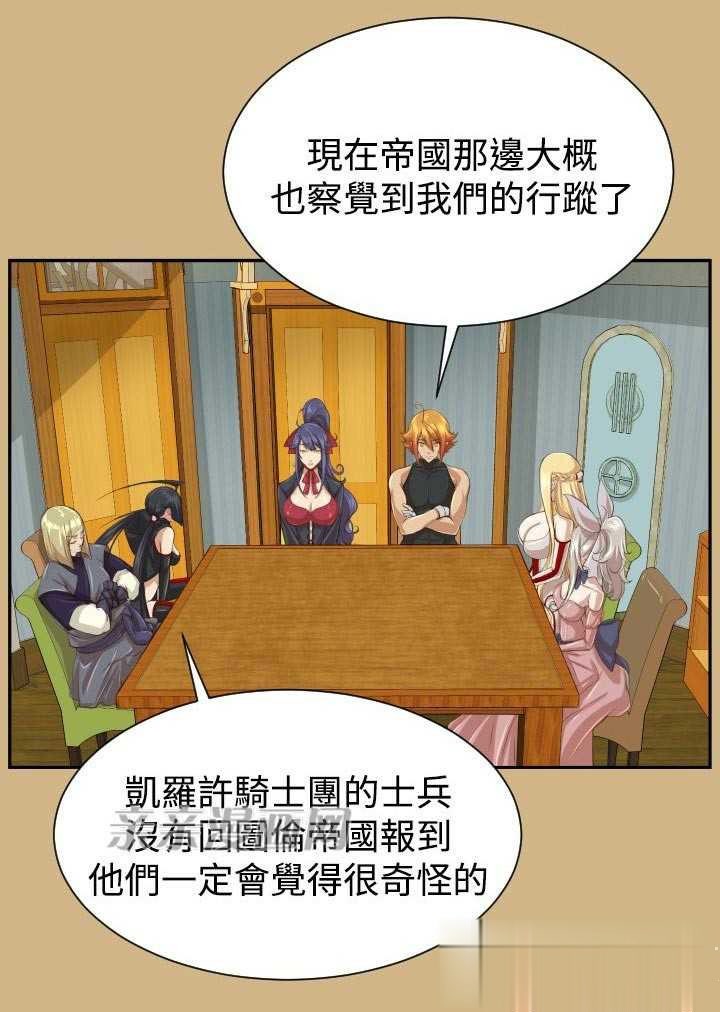 現在帝國那邊大概
也察覺到我們的行蹤了
凱羅許騎士團的士兵
沒有回圖倫帝國報到
他們一定會覺得很奇怪的